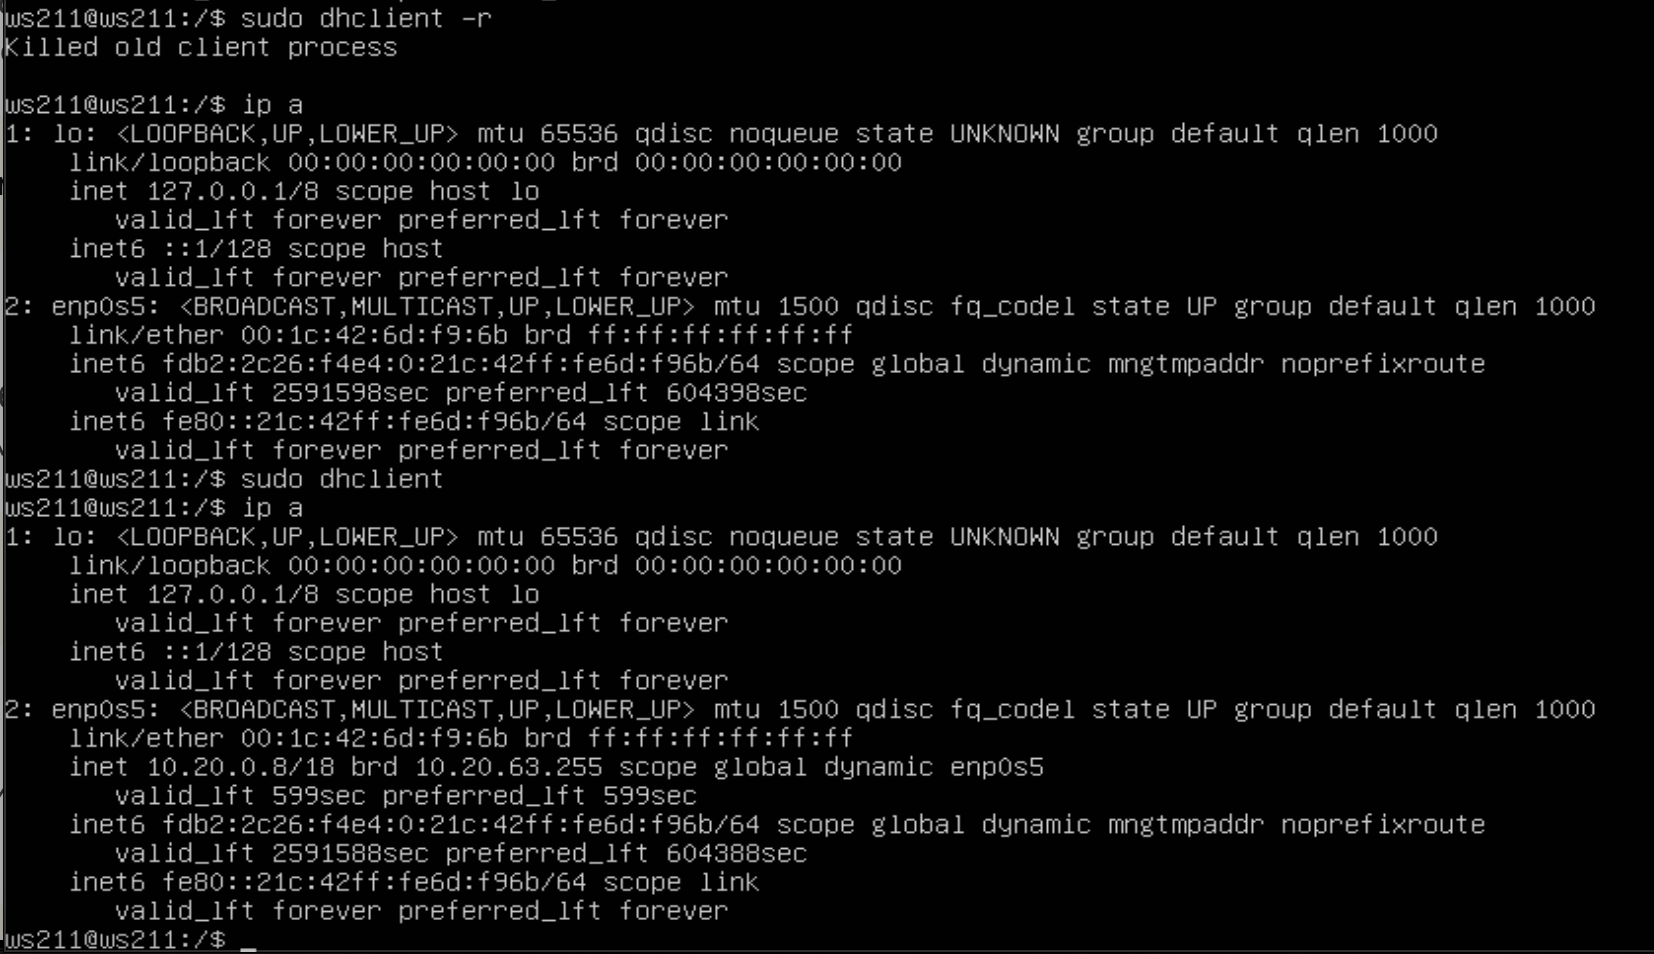 ws211@ws211:/$ sudo dhclient -r
Killed old client process

ws211@ws211:/$ ip a
1: lo: <LOOPBACK,UP,LOWER_UP> mtu 65536 qdisc noqueue state UNKNOWN group default qlen 1000
    link/loopback 00:00:00:00:00:00 brd 00:00:00:00:00:00
    inet 127.0.0.1/8 scope host lo
       valid_lft forever preferred_lft forever
    inet6 ::1/128 scope host
       valid_lft forever preferred_lft forever
2: enp0s5: <BROADCAST,MULTICAST,UP,LOWER_UP> mtu 1500 qdisc fq_codel state UP group default qlen 1000
    link/ether 00:1c:42:6d:f9:6b brd ff:ff:ff:ff:ff:ff
    inet6 fdb2:2c26:f4e4:0:21c:42ff:fe6d:f96b/64 scope global dynamic mngtmpaddr noprefixroute
       valid_lft 2591598sec preferred_lft 604398sec
    inet6 fe80::21c:42ff:fe6d:f96b/64 scope link
       valid_lft forever preferred_lft forever
ws211@ws211:/$ sudo dhclient
ws211@ws211:/$ ip a
1: lo: <LOOPBACK,UP,LOWER_UP> mtu 65536 qdisc noqueue state UNKNOWN group default qlen 1000
    link/loopback 00:00:00:00:00:00 brd 00:00:00:00:00:00
    inet 127.0.0.1/8 scope host lo
       valid_lft forever preferred_lft forever
    inet6 ::1/128 scope host
       valid_lft forever preferred_lft forever
2: enp0s5: <BROADCAST,MULTICAST,UP,LOWER_UP> mtu 1500 qdisc fq_codel state UP group default qlen 1000
    link/ether 00:1c:42:6d:f9:6b brd ff:ff:ff:ff:ff:ff
    inet 10.20.0.8/18 brd 10.20.63.255 scope global dynamic enp0s5
       valid_lft 599sec preferred_lft 599sec
    inet6 fdb2:2c26:f4e4:0:21c:42ff:fe6d:f96b/64 scope global dynamic mngtmpaddr noprefixroute
       valid_lft 2591588sec preferred_lft 604388sec
    inet6 fe80::21c:42ff:fe6d:f96b/64 scope link
       valid_lft forever preferred_lft forever
ws211@ws211:/$ _